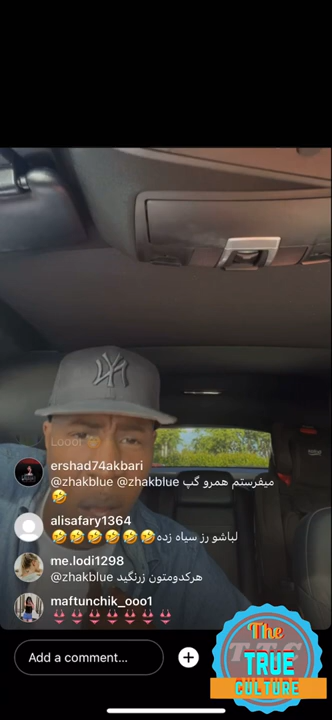 Looor
ershad74akbari
@zhakblue @zhakblue میفرستم همرو گپ
🤣
alisafary1364
لباشو رز سیاه زده🤣🤣🤣🤣🤣🤣
me.lodi1298
@zhakblue هرکدومتون زرنگید
maftunchik_ooo1
👙👙👙👙👙👙👙
Add a comment...
The
TRUE
CULTURE